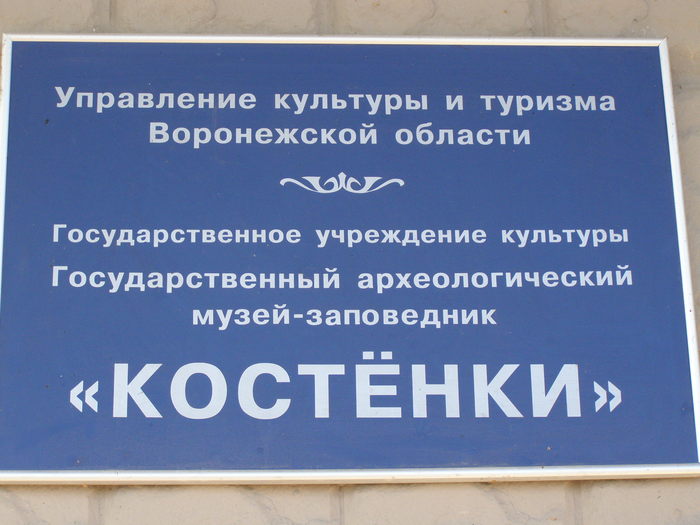 Управление культуры и туризма
Воронежской области
Государственное учреждение культуры
Государственный археологический
музей-заповедник
«КОСТЁНКИ»